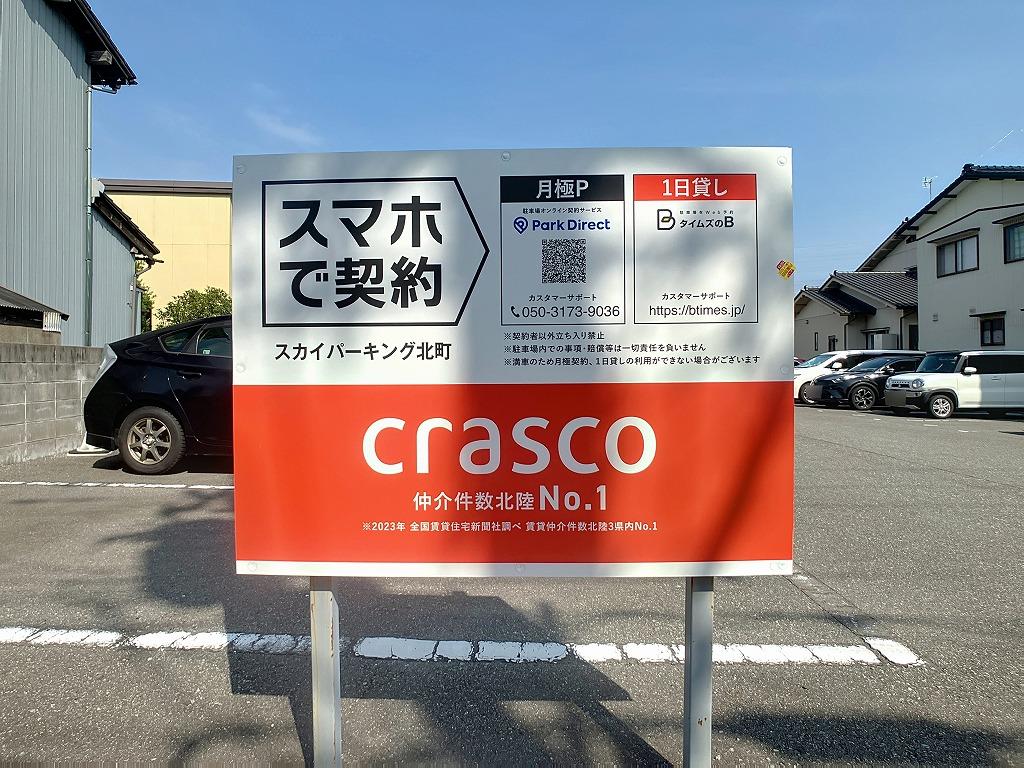 スマホ
で契約
スカイパーキング北町
月極P
駐車場オンライン契約サービス
Park Direct
カスタマーサポート
050-3173-9036
1日貸し
駐車場をWeb予約
タイムズのB
カスタマーサポート
https://btimes.jp/
※契約者以外立ち入り禁止
※駐車場内での事項・賠償等は一切責任を負いません
※満車のため月極契約、1日貸しの利用ができない場合がございます
crasco
仲介件数北陸No.1
※2023年 全国賃貸住宅新聞社調べ 賃貸仲介件数北陸3県内No.1